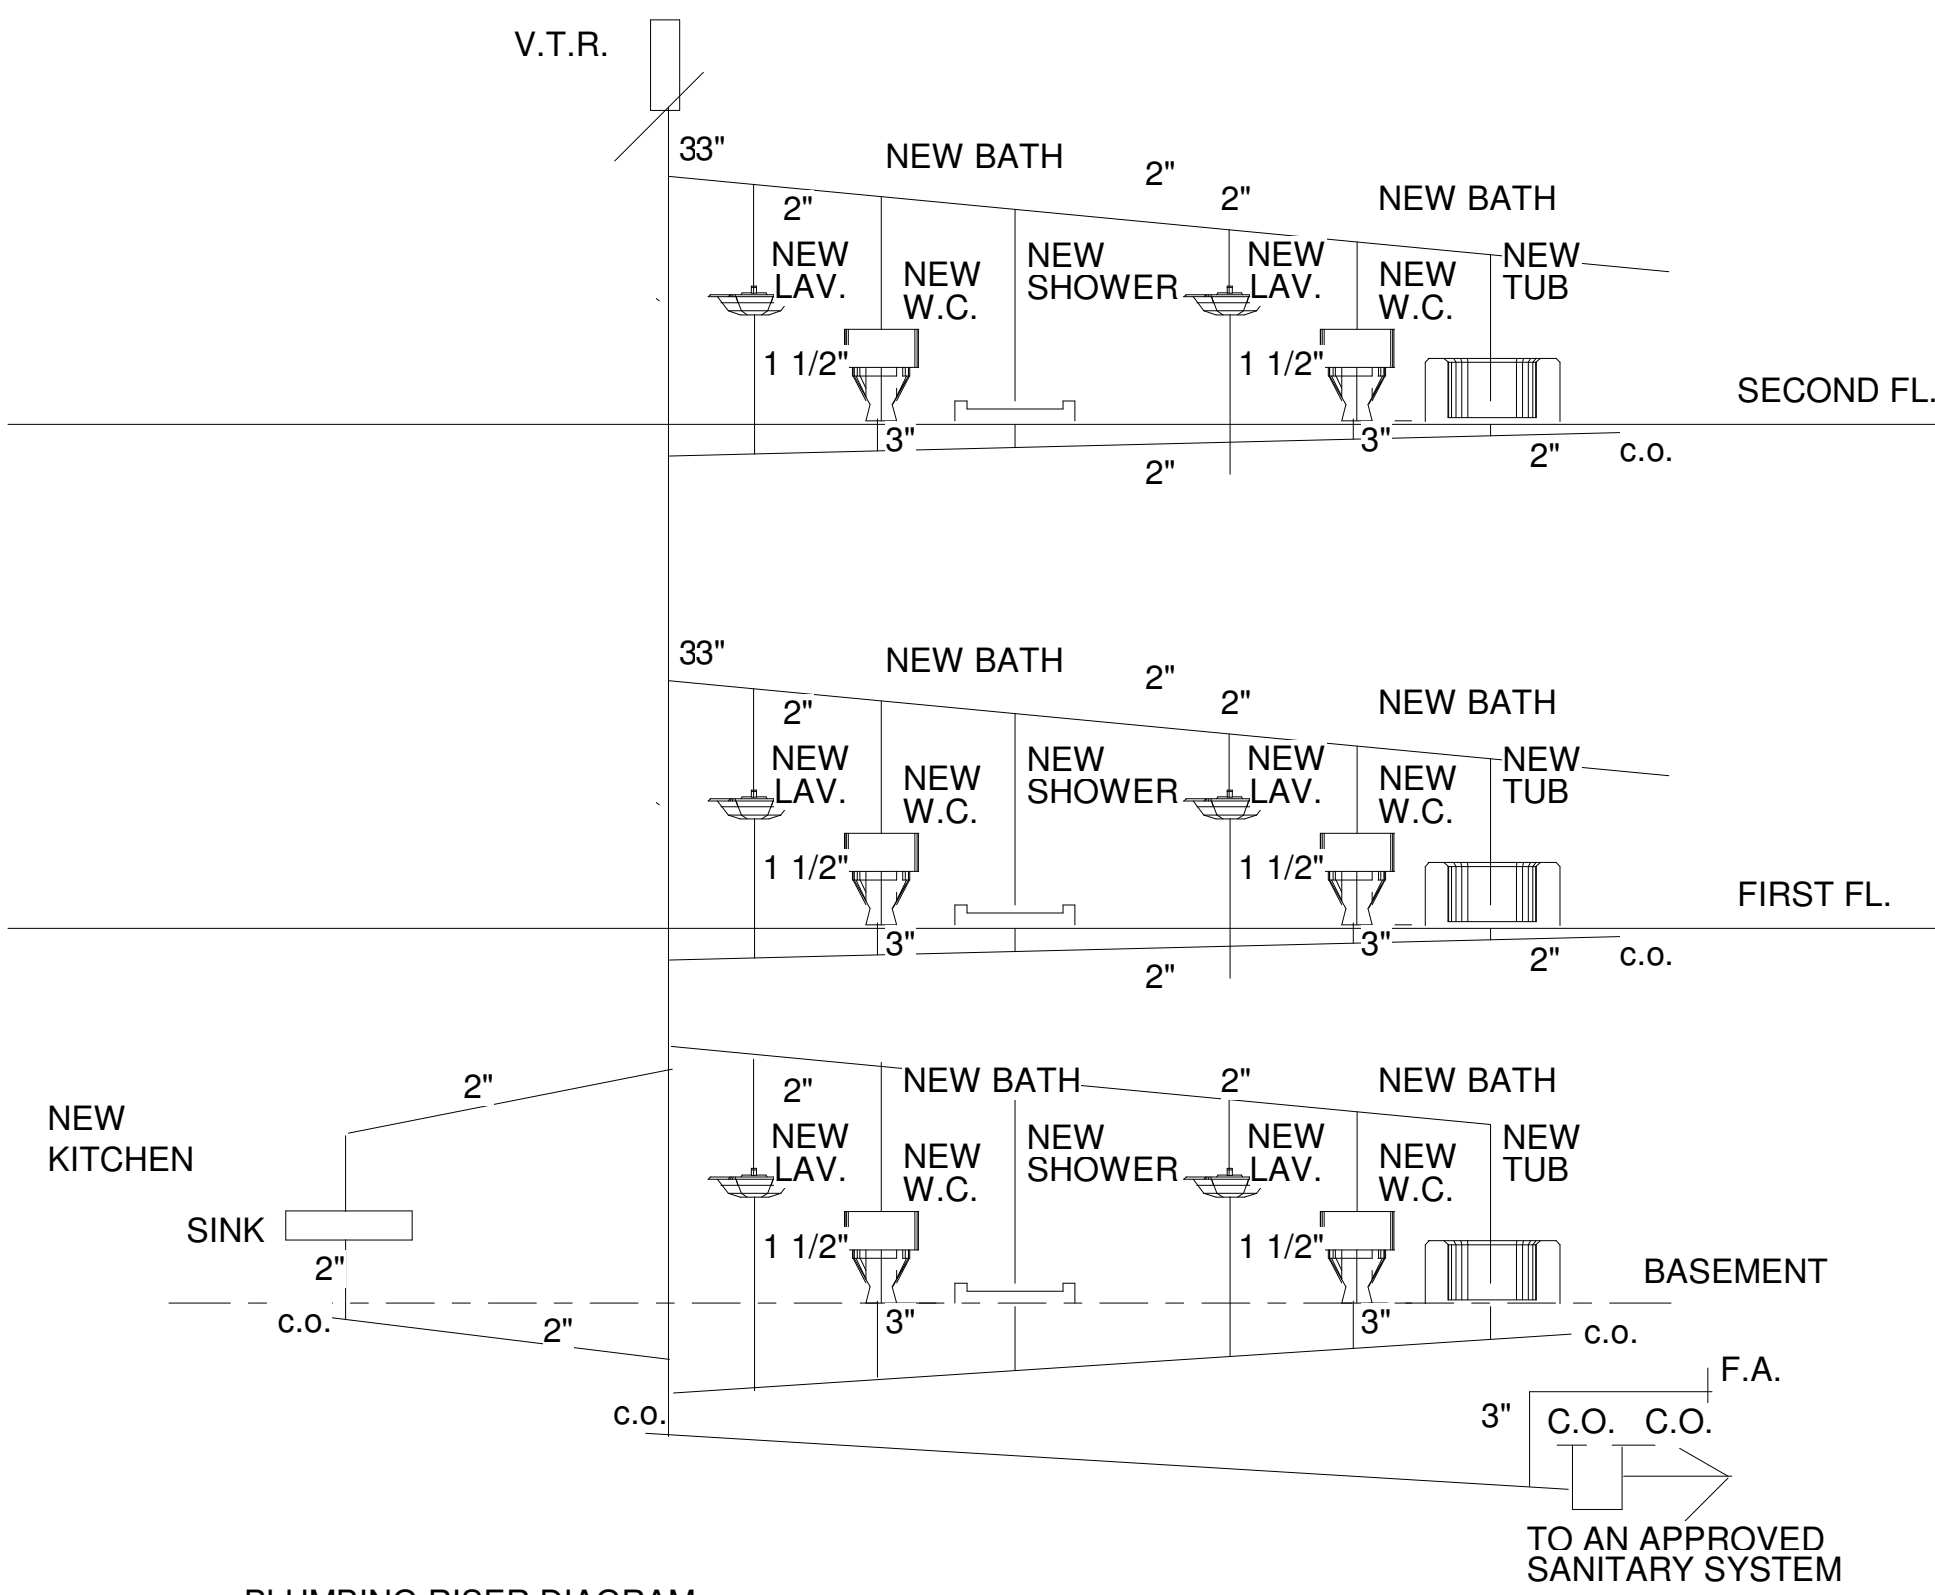 V.T.R.
33"
NEW BATH
2"
2"
NEW BATH
2"
NEW
LAV.
NEW
W.C.
NEW
SHOWER
NEW
LAV.
NEW
W.C.
NEW
TUB
1 1/2"
1 1/2"
SECOND FL.
3"
3"
2"
2"
c.o.
33"
NEW BATH
2"
2"
NEW BATH
2"
NEW
LAV.
NEW
W.C.
NEW
SHOWER
NEW
LAV.
NEW
W.C.
NEW
TUB
1 1/2"
1 1/2"
FIRST FL.
3"
3"
2"
2"
c.o.
2"
2"
NEW BATH
2"
NEW BATH
NEW
KITCHEN
NEW
LAV.
NEW
W.C.
NEW
SHOWER
NEW
LAV.
NEW
W.C.
NEW
TUB
SINK
2"
1 1/2"
1 1/2"
BASEMENT
c.o.
2"
3"
3"
c.o.
F.A.
c.o.
3"
C.O.
C.O.
TO AN APPROVED
SANITARY SYSTEM
PLUMBING RISER DIAGRAM